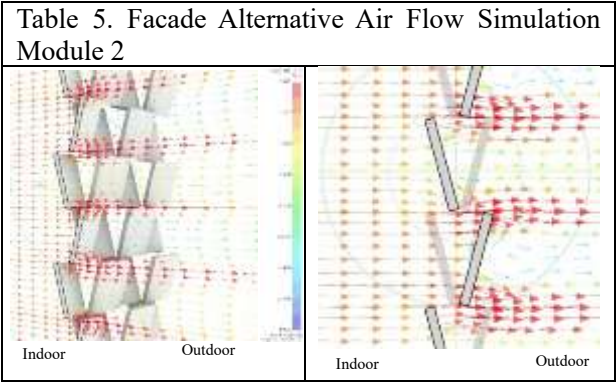 Table 5. Facade Alternative Air Flow Simulation
Module 2
Indoor
Outdoor
Indoor
Outdoor